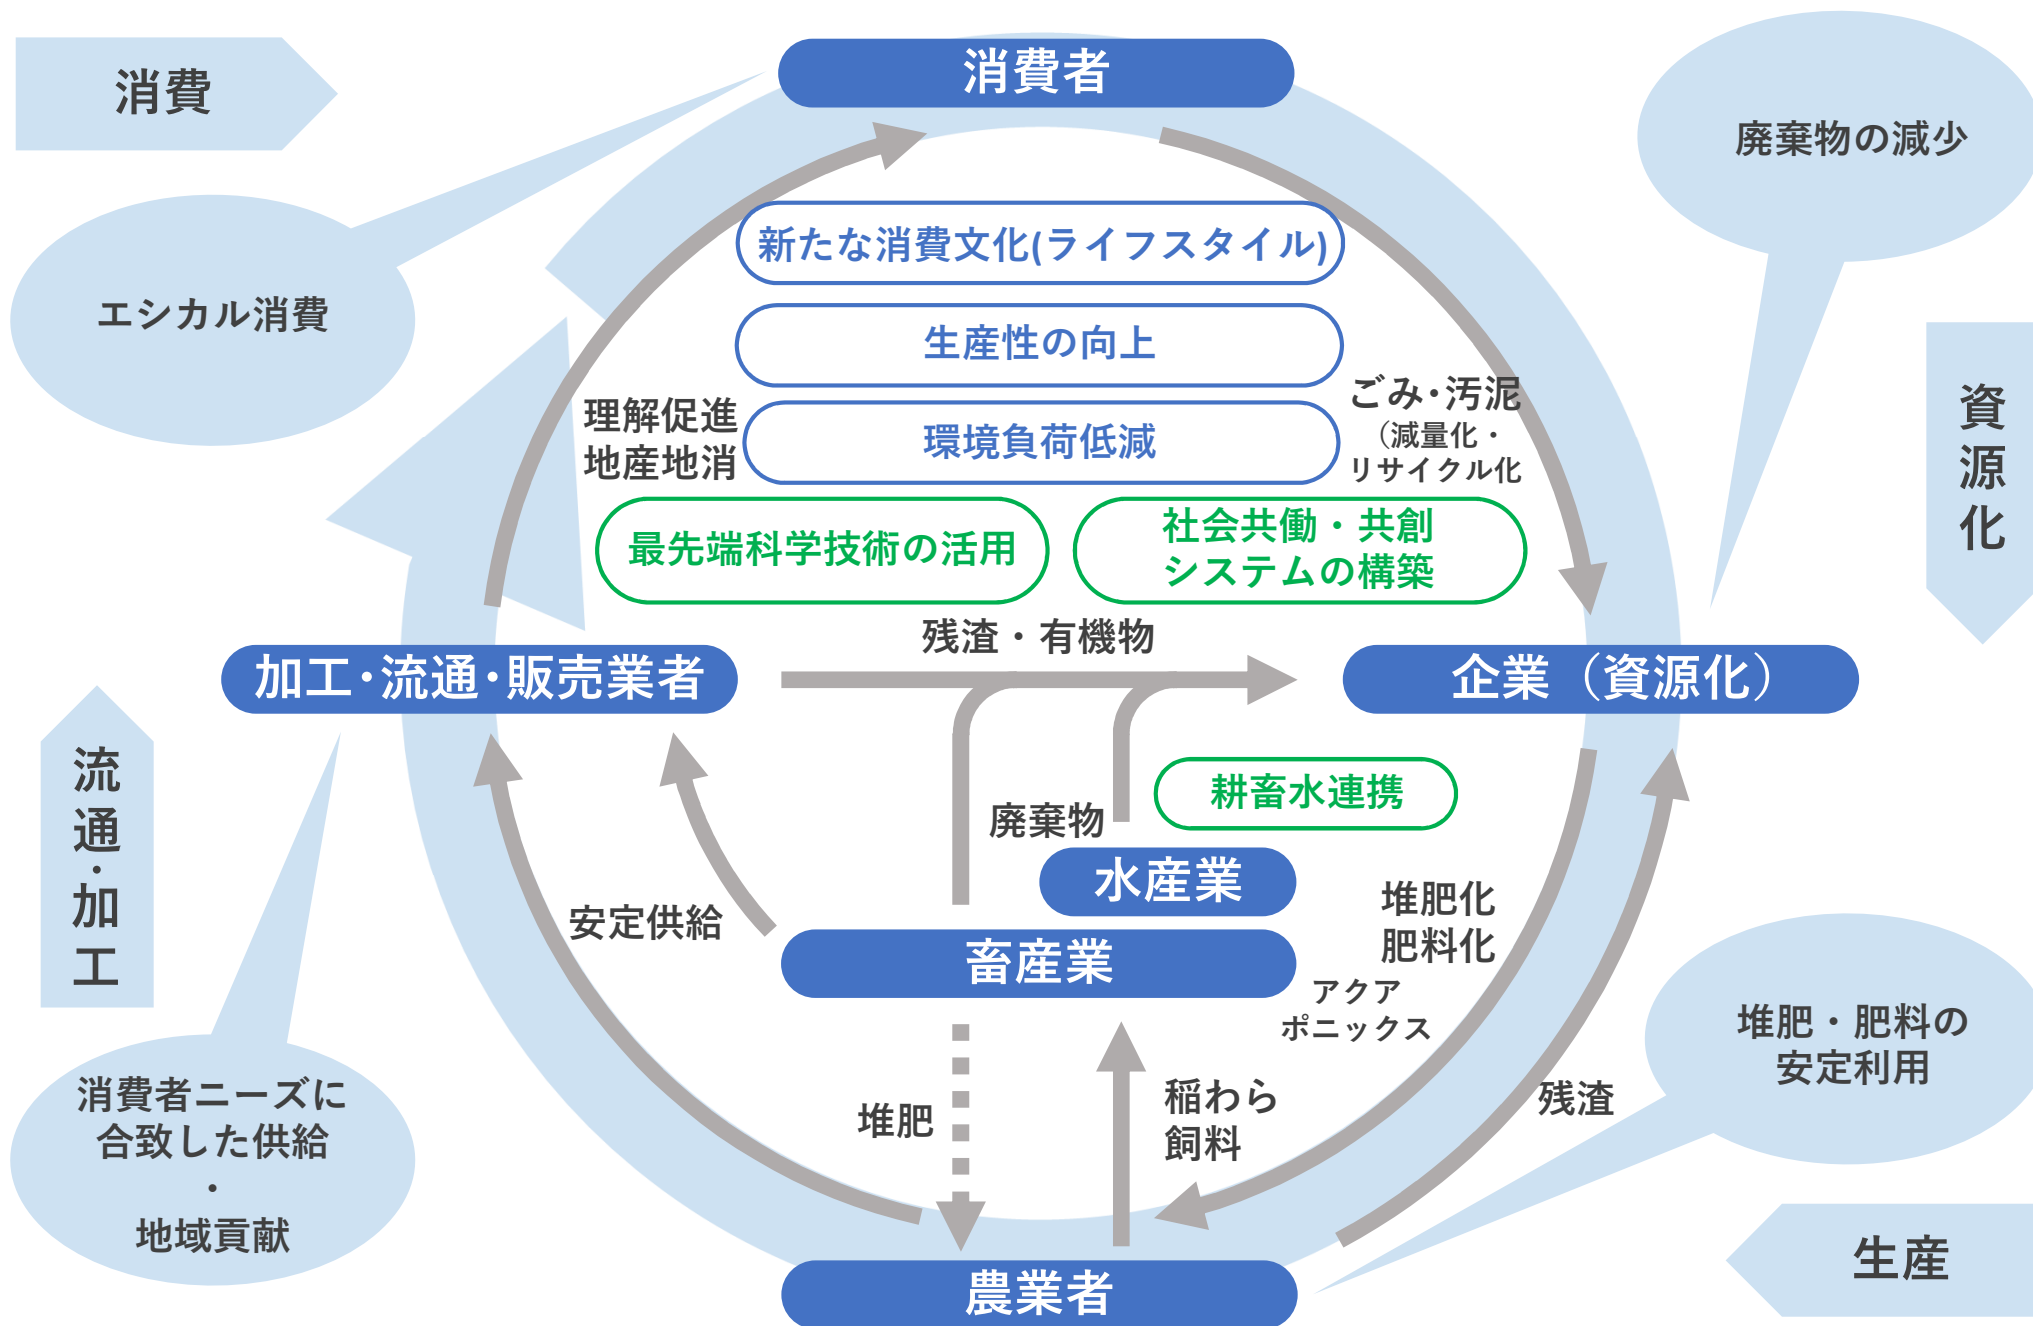 消費
消費者
廃棄物の減少
新たな消費文化(ライフスタイル)
エシカル消費
生産性の向上
理解促進
地産地消
環境負荷低減
ごみ・汚泥
（減量化・
リサイクル化
資
源
化
最先端科学技術の活用
社会共働・共創
システムの構築
残渣・有機物
加工・流通・販売業者
企業（資源化）
流
通
・
加
工
耕畜水連携
廃棄物
水産業
安定供給
堆肥化
肥料化
畜産業
アクア
ポニックス
堆肥・肥料の
安定利用
消費者ニーズに
合致した供給
・
地域貢献
堆肥
稲わら
飼料
残渣
生産
農業者